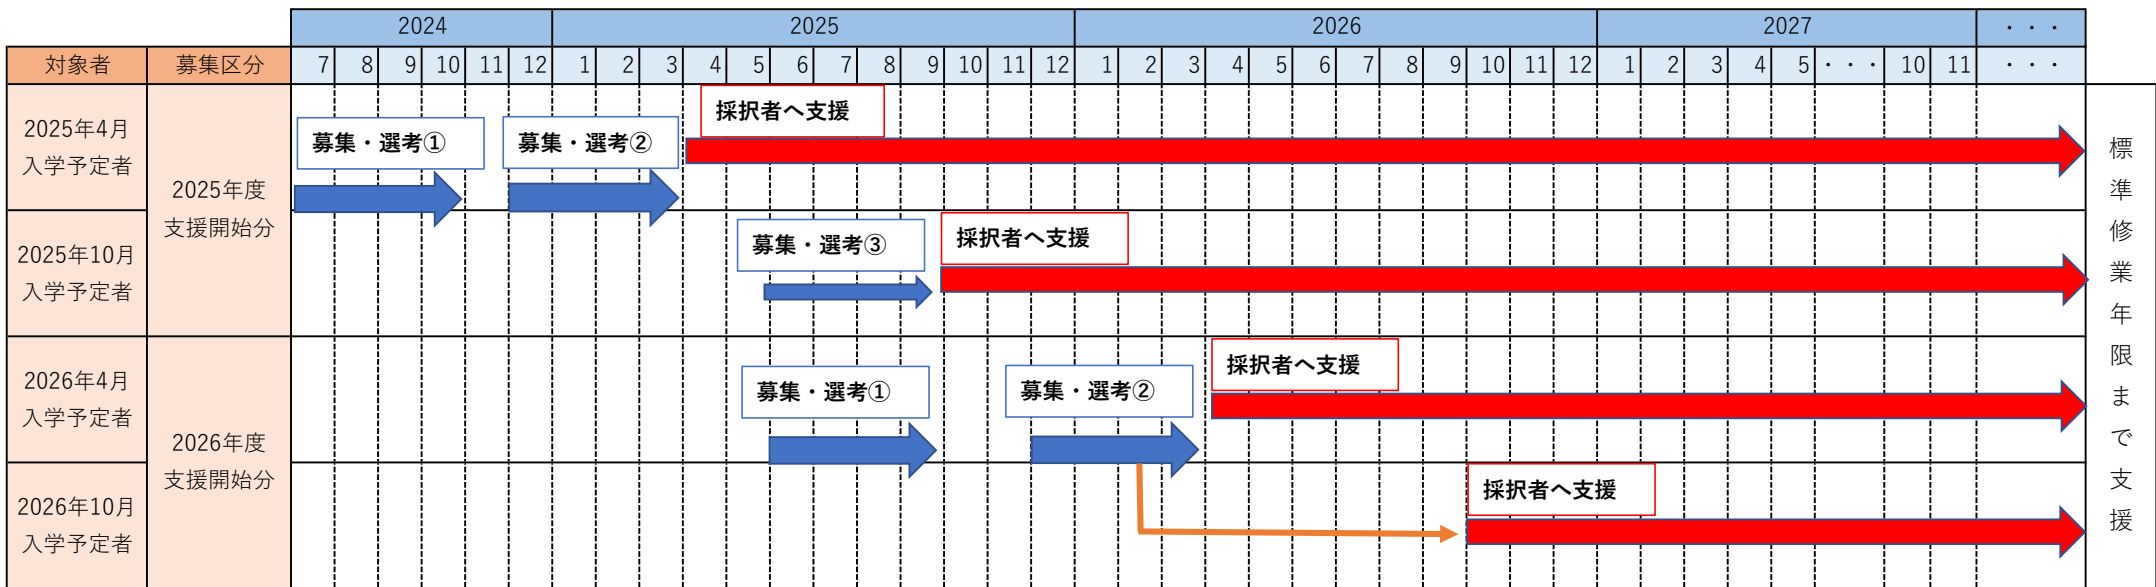 2024 2025 2026 2027 ・・・
対象者 募集区分 7 8 9 10 11 12 1 2 3 4 5 6 7 8 9 10 11 12 1 2 3 4 5 6 7 8 9 10 11 12 1 2 3 4 5 ・・・ 10 11 ・・・
2025年4月
入学予定者
2025年度
支援開始分
募集・選考①
募集・選考②
採択者へ支援
2025年10月
入学予定者
募集・選考③
採択者へ支援
2026年4月
入学予定者
2026年度
支援開始分
募集・選考①
募集・選考②
採択者へ支援
2026年10月
入学予定者
採択者へ支援
標準修業年限まで支援